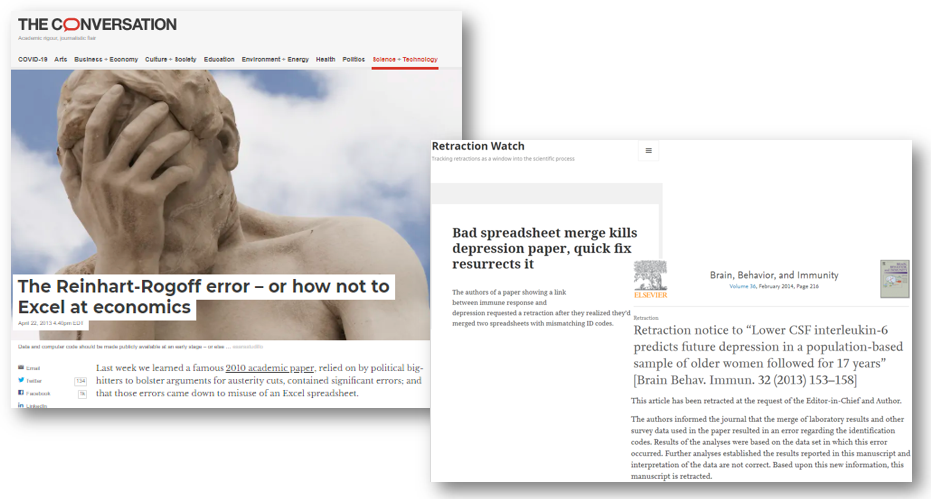 THE CONVERSATION
Academic rigour, journalistic flair
COVID-19 Arts Business + Economy Culture + Society Education Environment + Energy Health Politics Science + Technology
The Reinhart-Rogoff error – or how not to
Excel at economics
April 22, 2013 4.40pm EDT
Data and computer code should be made publicly available at an early stage – or else …
Email
Twitter 134
Facebook 1k
LinkedIn
Last week we learned a famous 2010 academic paper, relied on by political big-
hitters to bolster arguments for austerity cuts, contained significant errors; and
that those errors came down to misuse of an Excel spreadsheet.
Retraction Watch
Tracking retractions as a window into the scientific process
Bad spreadsheet merge kills
depression paper, quick fix
resurrects it
The authors of a paper showing a link
between immune response and
depression requested a retraction after they realized they'd
merged two spreadsheets with mismatching ID codes.
ELSEVIER
Brain, Behavior, and Immunity
Volume 36, February 2014, Page 216
Retraction
Retraction notice to “Lower CSF interleukin-6
predicts future depression in a population-based
sample of older women followed for 17 years”
[Brain Behav. Immun. 32 (2013) 153–158]
This article has been retracted at the request of the Editor-in-Chief and Author.
The authors informed the journal that the merge of laboratory results and other
survey data used in the paper resulted in an error regarding the identification
codes. Results of the analyses were based on the data set in which this error
occurred. Further analyses established the results reported in this manuscript and
interpretation of the data are not correct. Based upon this new information, this
manuscript is retracted.